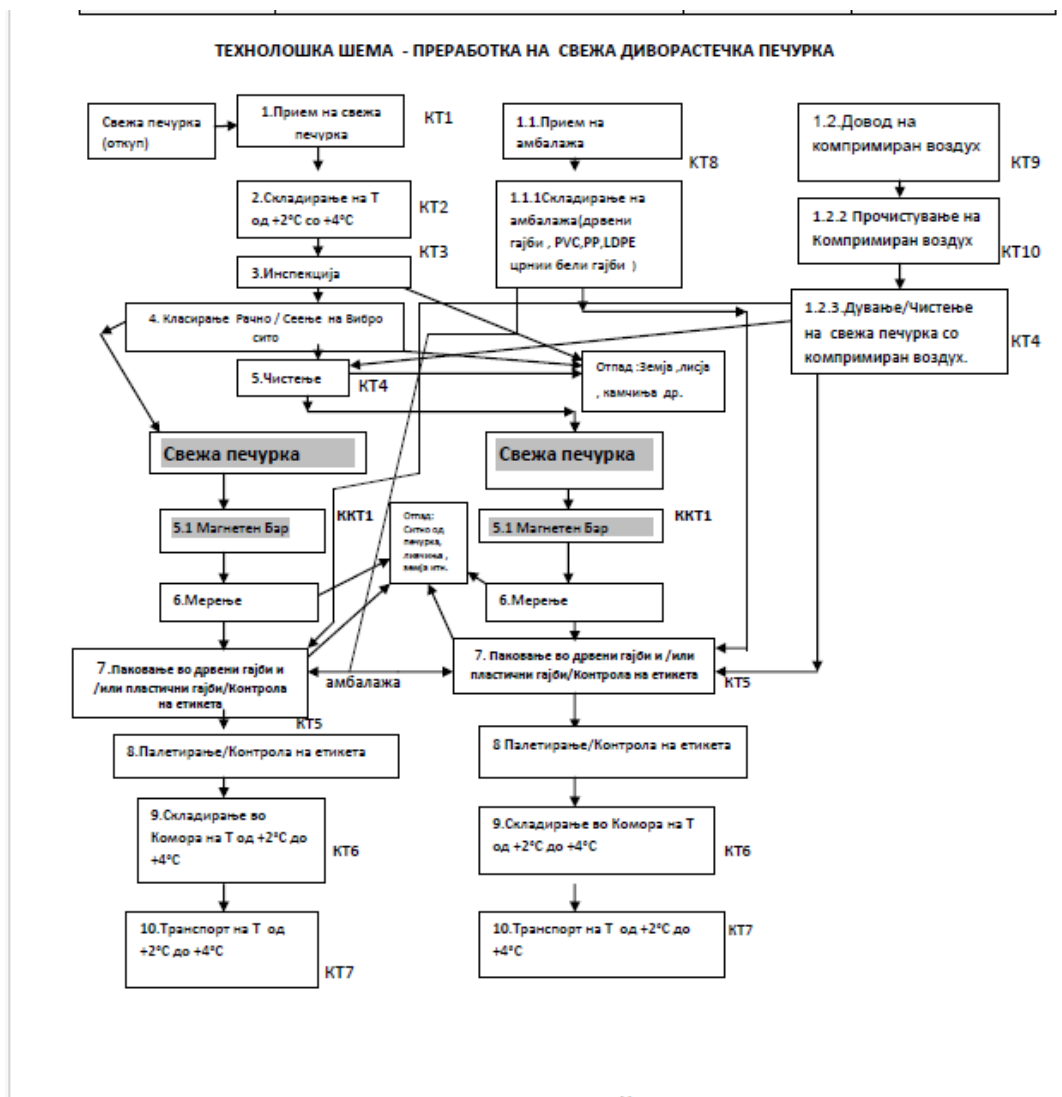 ТЕХНОЛОШКА ШЕМА - ПРЕРАБОТКА НА СВЕЖА ДИВОРАСТЕЧКА ПЕЧУРКА
Свежа печурка
(откуп)
1.Прием на свежа
печурка
КТ1
1.1.Прием на
амбалажа
КТ8
1.2.Довод на
компримиран воздух
КТ9
2.Складирање на Т
од +2°С со +4°С
КТ2
1.1.1Складирање на
амбалажа(дрвени
гајби , PVC,PP,LDPE
црнии бели гајби )
1.2.2 Прочистување на
Компримиран воздух
КТ10
КТ3
3.Инспекција
4. Класирање Рачно / Сеење на Вибро
сито
1.2.3.Дување/Чистење
на свежа печурка со
компримиран воздух.
КТ4
5.Чистење
КТ4
Отпад :Земја ,лисја
, камчиња др.
Свежа печурка
Свежа печурка
5.1 Магнетен Бар
ККТ1
Отпад:
Ситно од
печурка,
ливчиња ,
земја итн.
5.1 Магнетен Бар
ККТ1
6.Мерење
6.Мерење
7.Паковање во дрвени гајби и
/или пластични гајби/Контрола
на етикета
КТ5
амбалажа
7. Паковање во дрвени гајби и /или
пластични гајби/Контрола на етикета
КТ5
8.Палетирање/Контрола на етикета
8 Палетирање/Контрола на етикета
9.Складирање во
Комора на Т од +2°С до
+4°С
КТ6
9.Складирање во Комора на Т
од +2°С до +4°С
КТ6
10.Транспорт на Т од
+2°С до +4°С
КТ7
10.Транспорт на Т од +2°С до
+4°С
КТ7